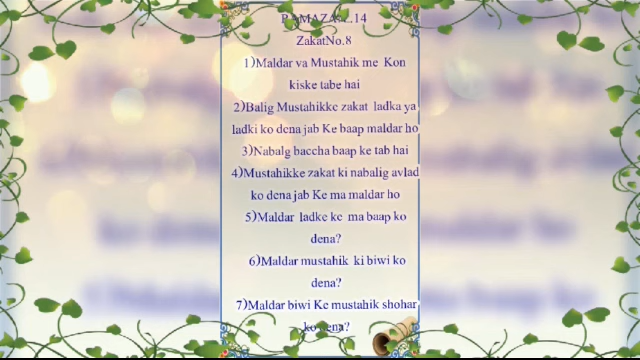 ZakatNo.8
1)Maldar va Mustahik me Kon
kiske tabe hai
2)Balig Mustahikke zakat ladka ya
ladki ko dena jab Ke baap maldar ho
3)Nabalg baccha baap ke tab hai
4)Mustahikke zakat ki nabalig avlad
ko dena jab Ke ma maldar ho
5)Maldar ladke ke ma baap ko
dena?
6)Maldar mustahik ki biwi ko
dena?
7)Maldar biwi Ke mustahik shohar
ko dena?